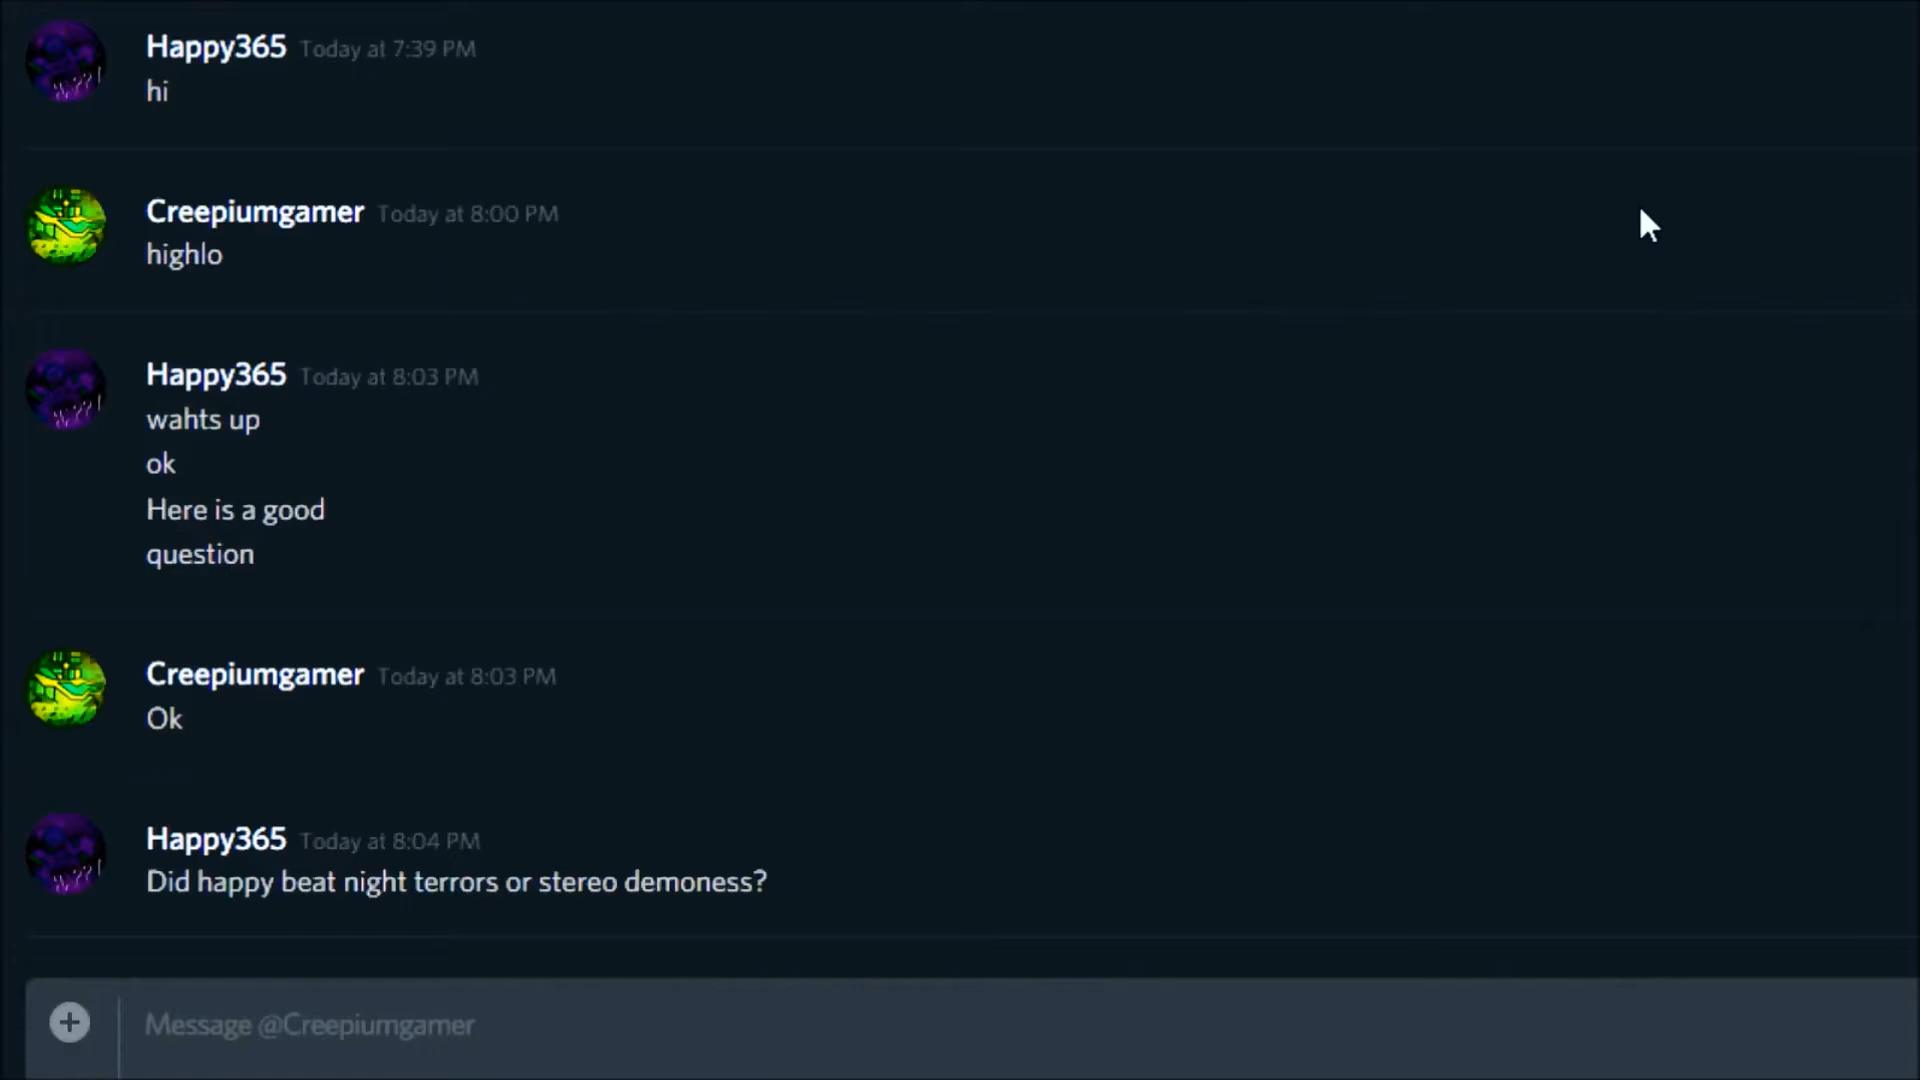 Happy365 Today at 7:39 PM
hi
Creepiumgamer Today at 8:00 PM
highlo
Happy365 Today at 8:03 PM
wahts up
ok
Here is a good
question
Creepiumgamer Today at 8:03 PM
Ok
Happy365 Today at 8:04 PM
Did happy beat night terrors or stereo demoness?
Message @Creepiumgamer